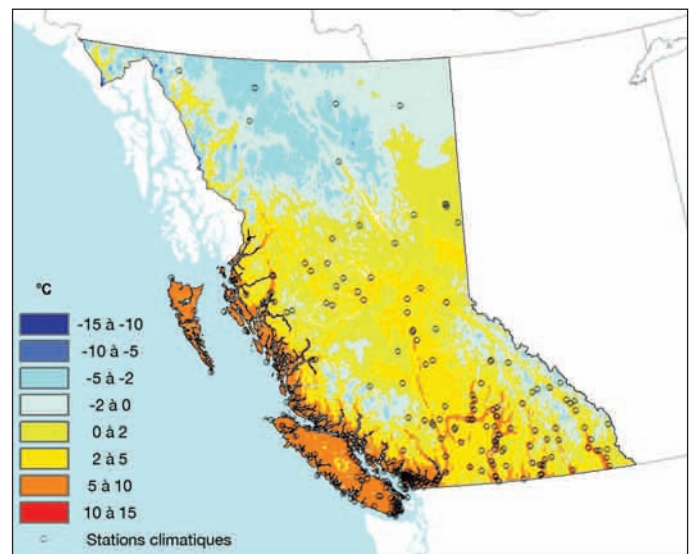 °C
-15 à -10
-10 à -5
-5 à -2
-2 à 0
0 à 2
2 à 5
5 à 10
10 à 15
Stations climatiques